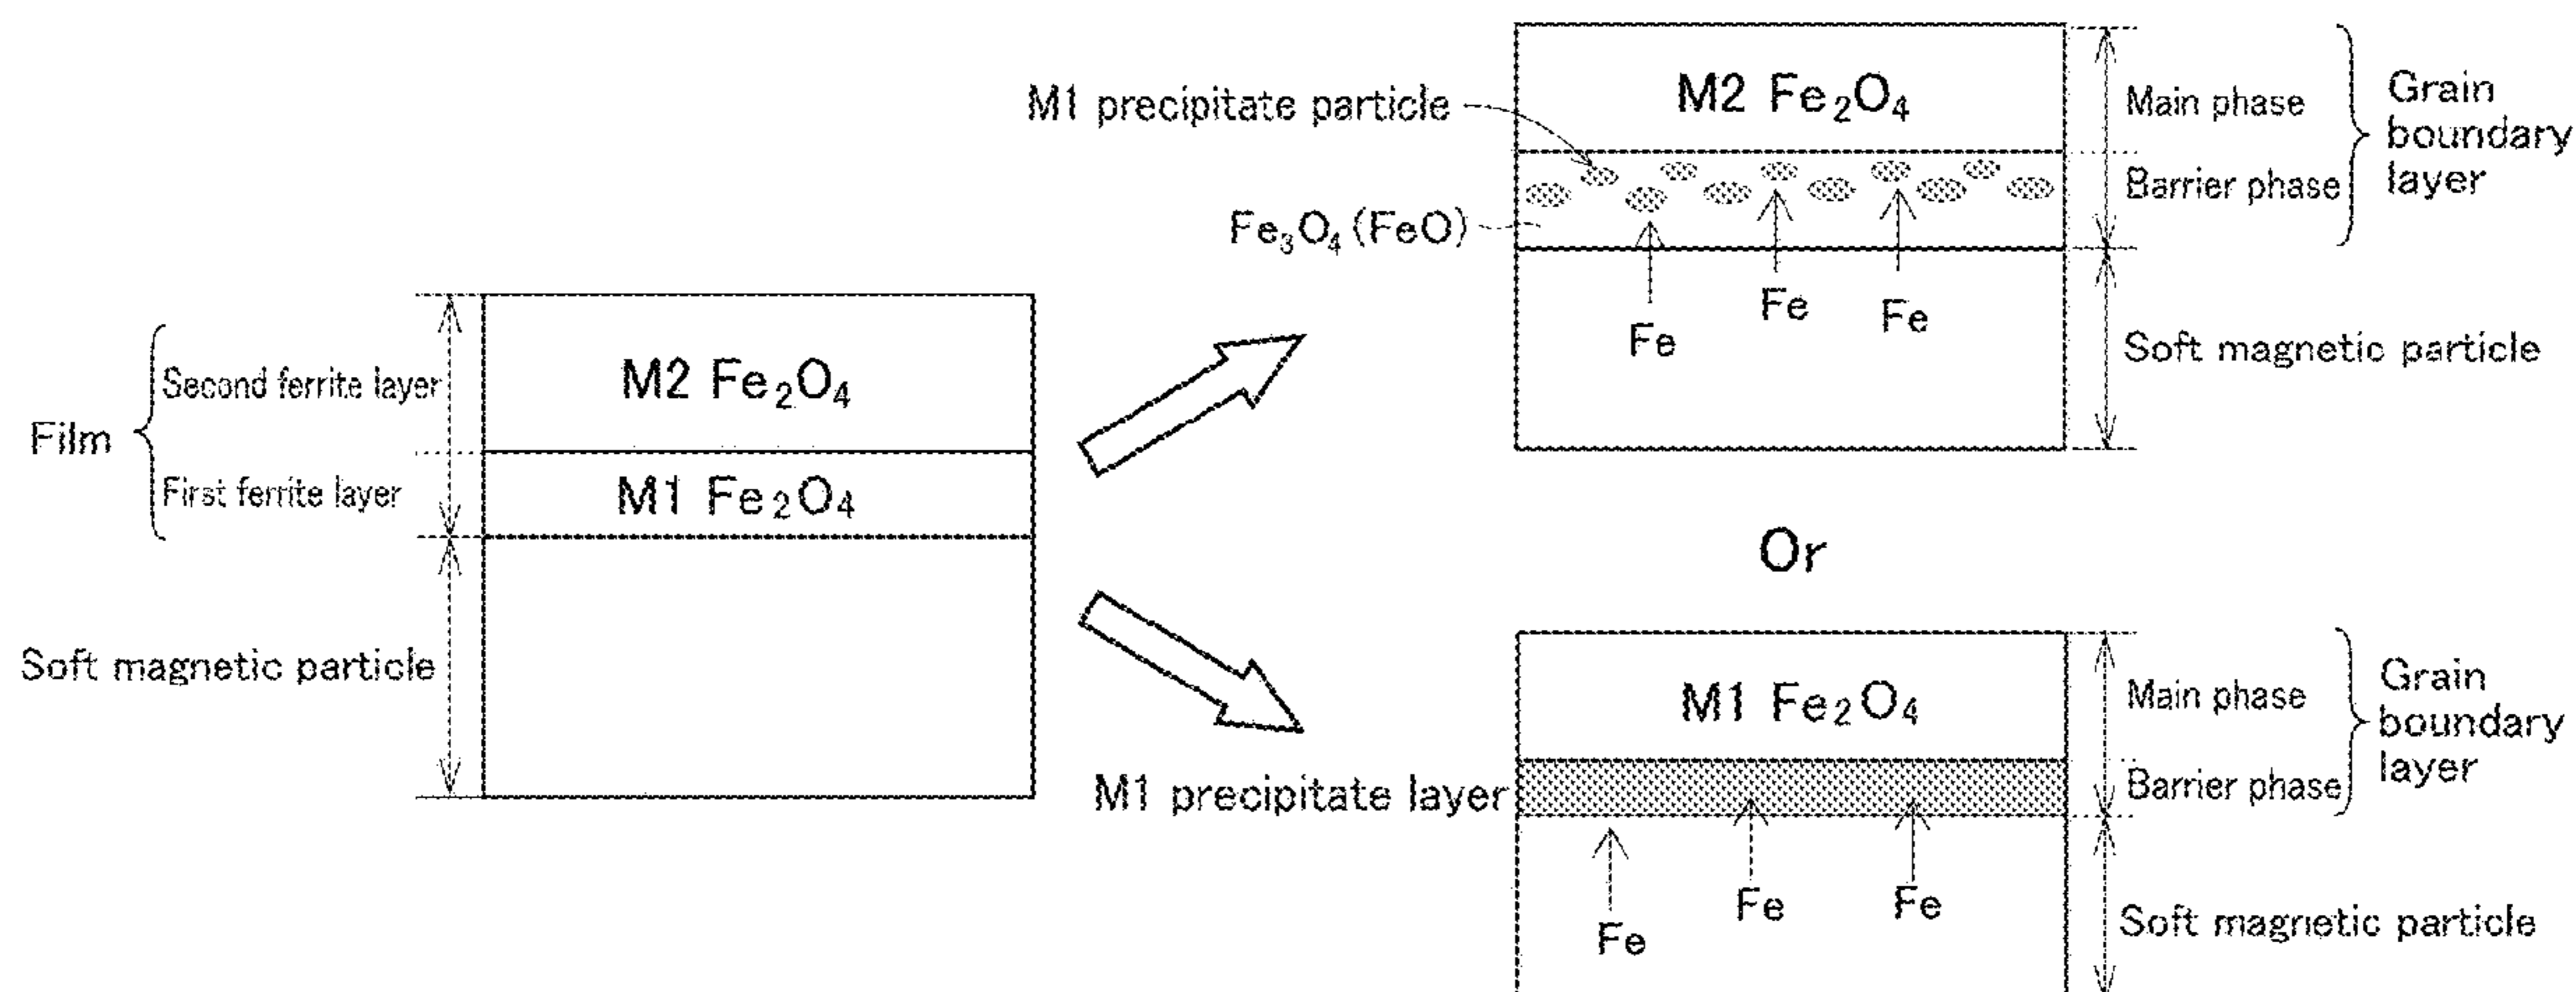 Film
Second ferrite layer
First ferrite layer
Soft magnetic particle
M2 Fe₂O₄
M1 Fe₂O₄
M1 precipitate particle
Fe₃O₄(FeO)
M2 Fe₂O₄
Fe
Fe
Fe
Main phase
Barrier phase
Grain
boundary
layer
Soft magnetic particle
Or
M1 precipitate layer
M1 Fe₂O₄
Fe
Fe
Fe
Main phase
Barrier phase
Grain
boundary
layer
Soft magnetic particle